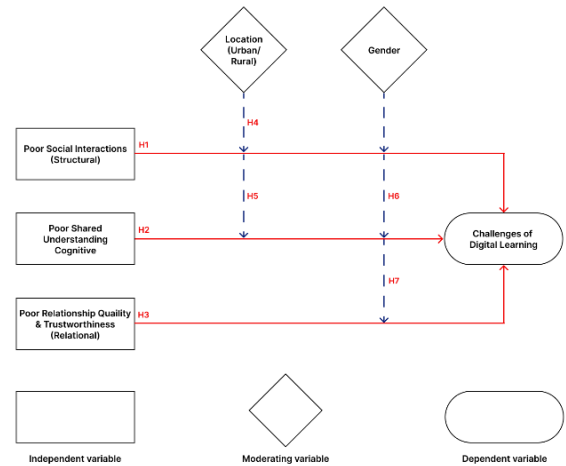 Location
(Urban/
Rural)
Gender
H4
H1
Poor Social Interactions
(Structural)
H5
H6
H2
Poor Shared
Understanding
Cognitive
Challenges of
Digital Learning
H7
H3
Poor Relationship Quaility
& Trustworthiness
(Relational)
Independent variable
Moderating variable
Dependent variable